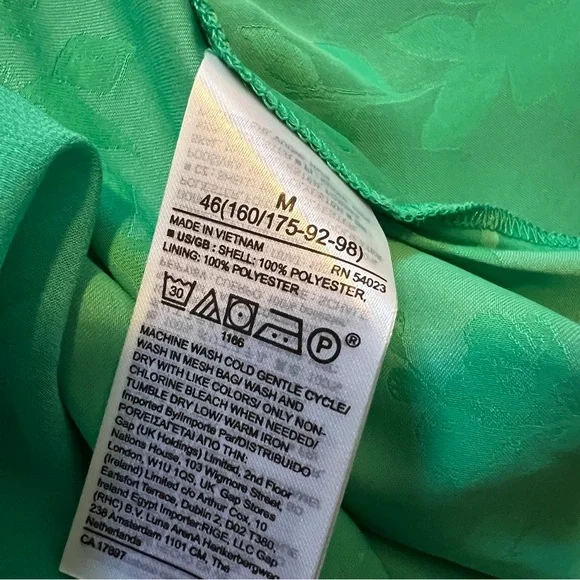 M
46(160/175-92-98)
MADE IN VIETNAM
RN 54023
■ US/GB: SHELL: 100% POLYESTER,
LINING: 100% POLYESTER
30
P®
1166
MACHINE WASH COLD GENTLE CYCLE/
WASH IN MESH BAG/ WASH AND
DRY WITH LIKE COLORS/ ONLY NON-
CHLORINE BLEACH WHEN NEEDED/
TUMBLE DRY LOW/ WARM IRON
Imported By/Importe Par/DISTRIBUIDO
POR/ΕΙΣΑΓΕΤΑΙ ΑΠΟ ΤΗΝ:
Gap (UK Holdings) Limited, 2nd Floor
Nations House, 103 Wigmore Street,
London, W1U 1QS, UK Gap Stores
(Ireland) Limited c/o Arthur Cox, 10
Earlsfort Terrace, Dublin 2, D02 T380,
Ireland Egypt Importer:RIGE, LLC Gap
(RHC) B.V. Luna ArenA Herikerbergweg
238 Amsterdam 1101 CM, The
Netherlands
CA 17897